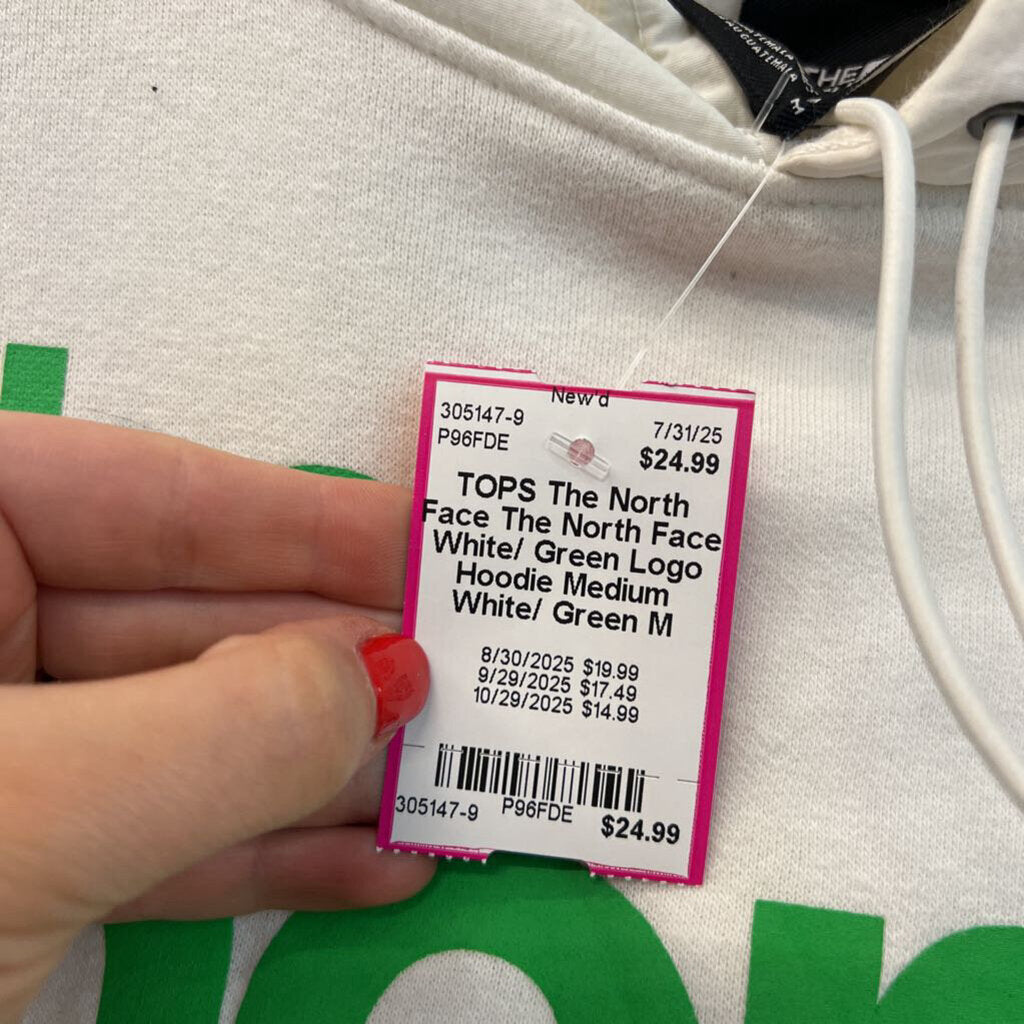 GUATEMALA
THE
M
New'd
305147-9
7/31/25
P96FDE
$24.99
TOPS The North
Face The North Face
White/ Green Logo
Hoodie Medium
White/ Green M
8/30/2025 $19.99
9/29/2025 $17.49
10/29/2025 $14.99
305147-9 P96FDE $24.99